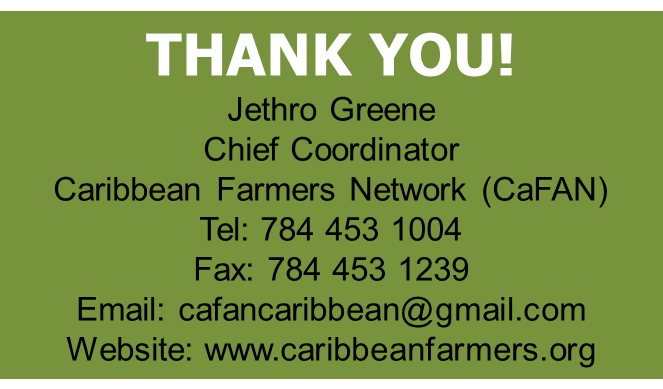 THANK YOU!
Jethro Greene
Chief Coordinator
Caribbean Farmers Network (CaFAN)
Tel: 784 453 1004
Fax: 784 453 1239
Email: cafancaribbean@gmail.com
Website: www.caribbeanfarmers.org